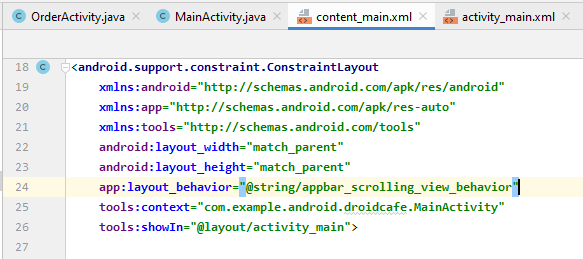 OrderActivity.java MainActivity.java content_main.xml activity_main.xml
18 <android.support.constraint.ConstraintLayout
19 xmlns:android="http://schemas.android.com/apk/res/android"
20 xmlns:app="http://schemas.android.com/apk/res-auto"
21 xmlns:tools="http://schemas.android.com/tools"
22 android:layout_width="match_parent"
23 android:layout_height="match_parent"
24 app:layout_behavior="@string/appbar_scrolling_view_behavior"
25 tools:context="com.example.android.droidcafe.MainActivity"
26 tools:showIn="@layout/activity_main">
27